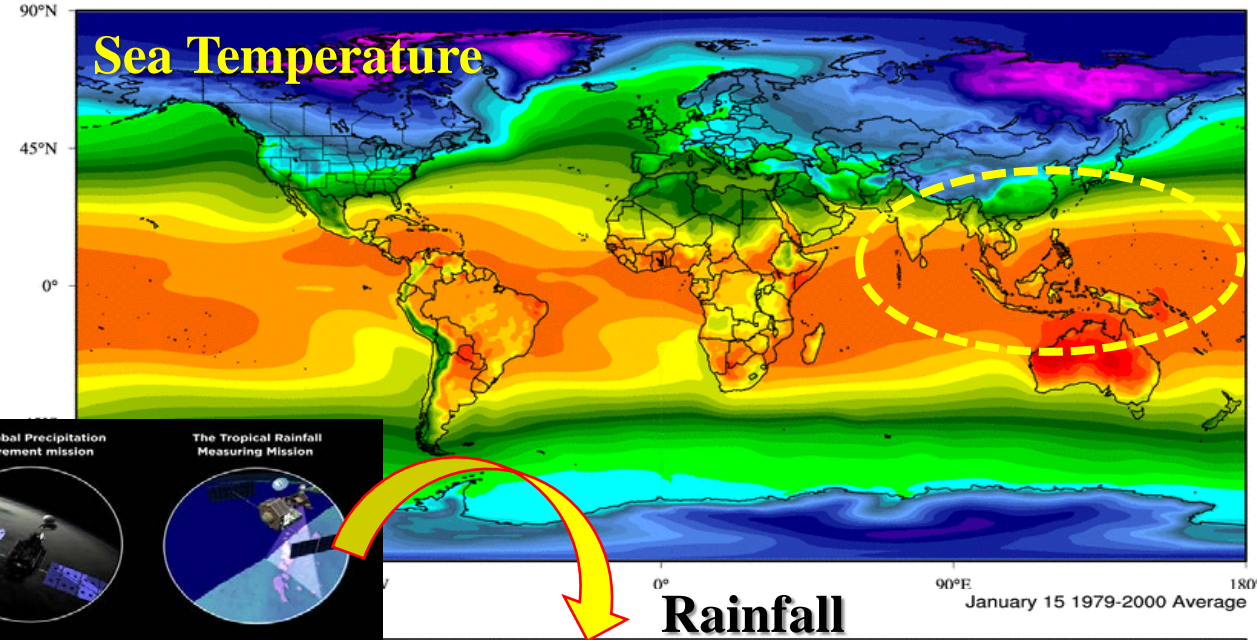 90°N
Sea Temperature
45°N
0°
bal Precipitation
rement mission
The Tropical Rainfall
Measuring Mission
0°
90°E
180°
Rainfall
January 15 1979-2000 Average